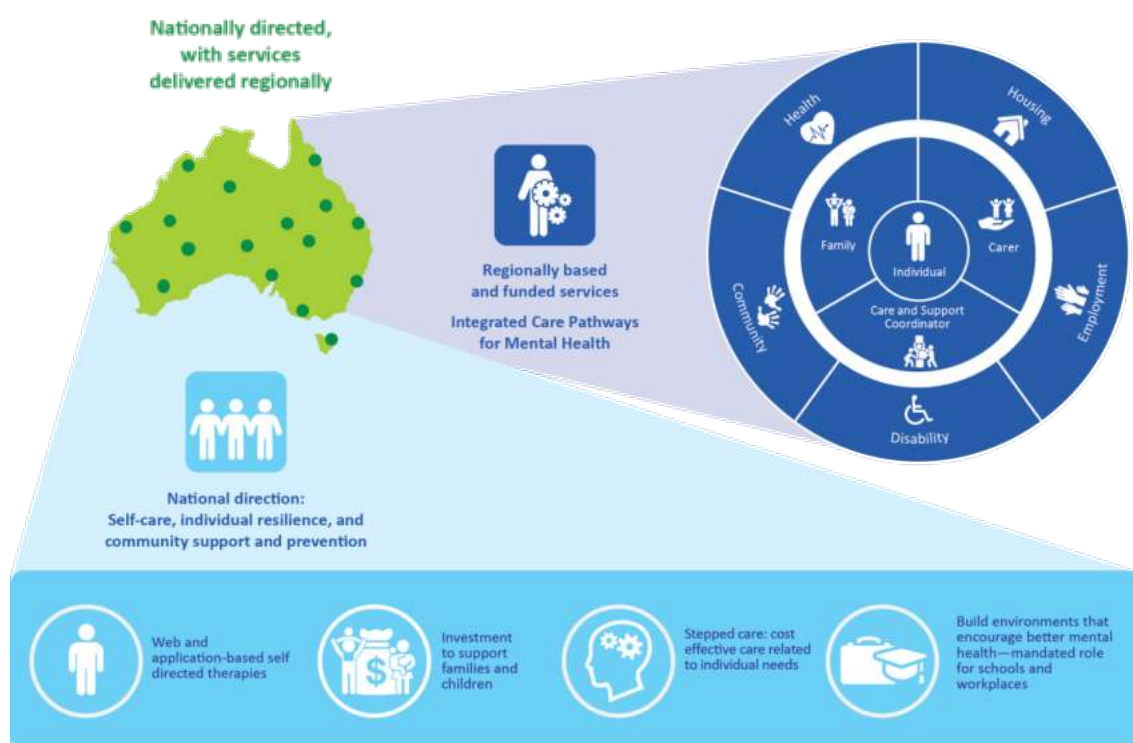 Nationally directed,
with services
delivered regionally
Health
Housing
Family
Carer
Individual
Care and Support
Coordinator
Community
Employment
Disability
Regionally based
and funded services
Integrated Care Pathways
for Mental Health
National direction:
Self-care, individual resilience, and
community support and prevention
Web and
application-based self
directed therapies
Investment
to support
families and
children
$
Stepped care: cost
effective care related
to individual needs
Build environments that
encourage better mental
health—mandated role
for schools and
workplaces